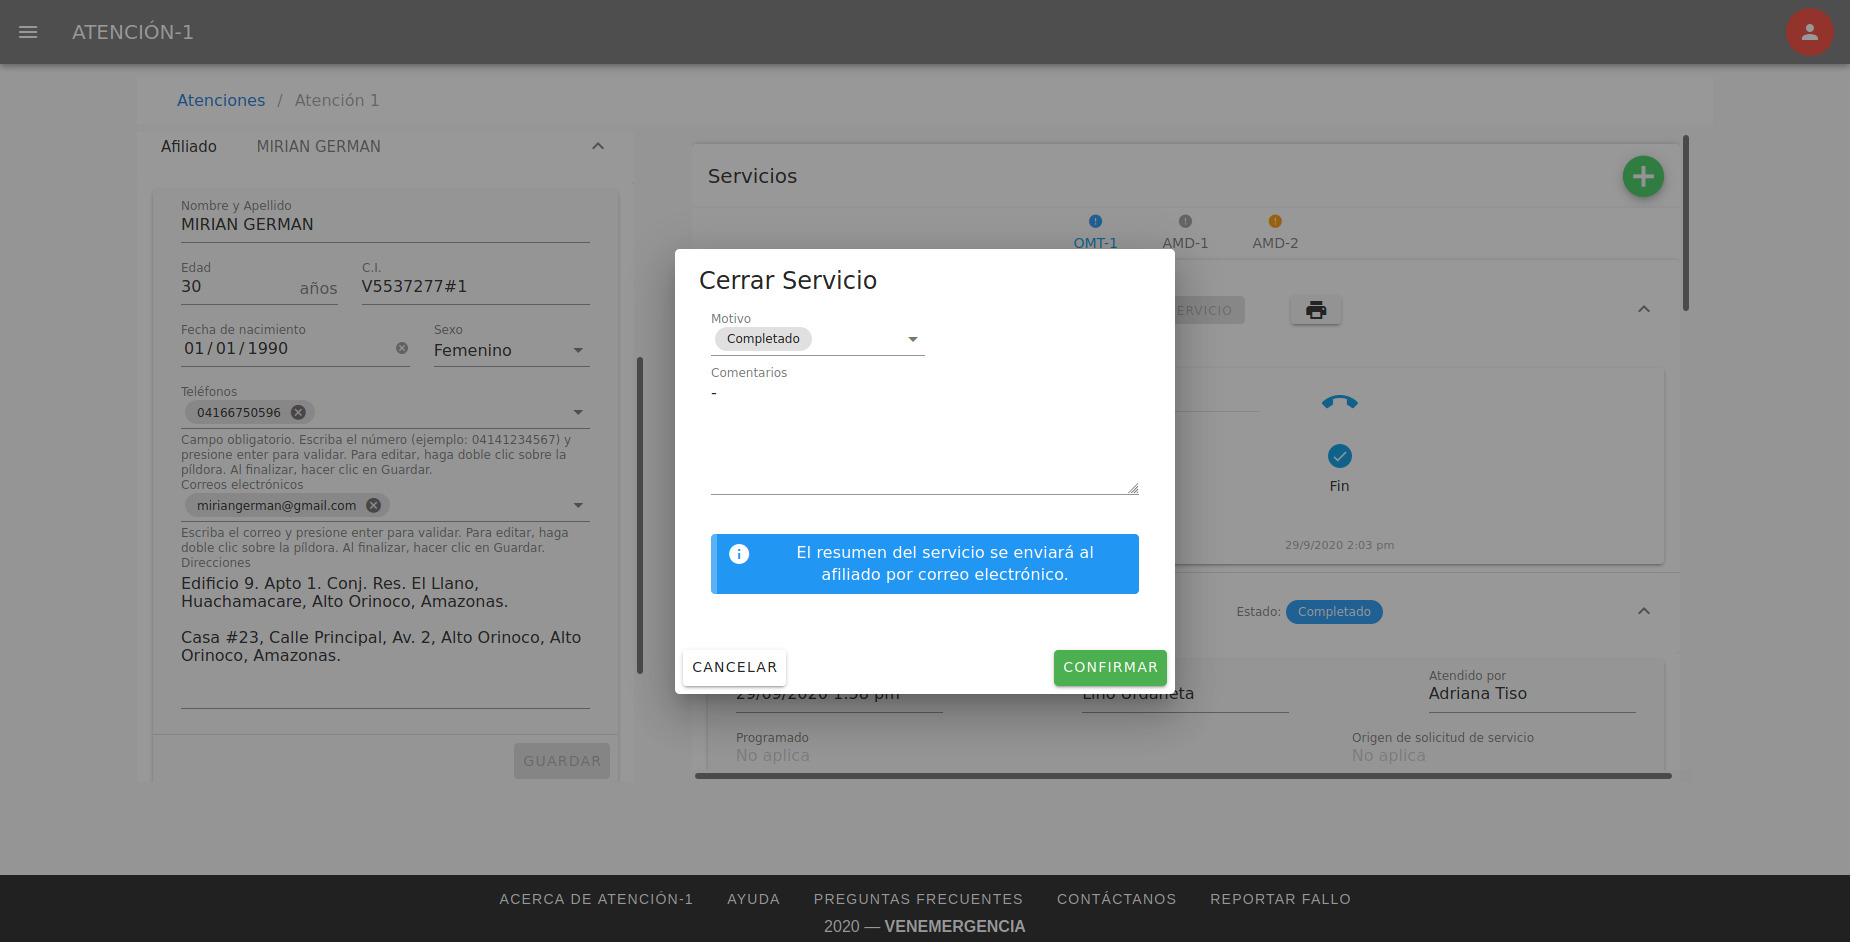 ATENCIÓN-1
Atenciones / Atención 1
Afiliado MIRIAN GERMAN
Nombre y Apellido
MIRIAN GERMAN
Edad
30 años
C.I.
V5537277#1
Fecha de nacimiento
01/01/1990
Sexo
Femenino
Teléfonos
04166750596
Campo obligatorio. Escriba el número (ejemplo: 04141234567) y
presione enter para validar. Para editar, haga doble clic sobre la
píldora. Al finalizar, hacer clic en Guardar.
Correos electrónicos
miriangerman@gmail.com
Escriba el correo y presione enter para validar. Para editar, haga
doble clic sobre la píldora. Al finalizar, hacer clic en Guardar.
Direcciones
Edificio 9. Apto 1. Conj. Res. El Llano,
Huachamacare, Alto Orinoco, Amazonas.
Casa #23, Calle Principal, Av. 2, Alto Orinoco, Alto
Orinoco, Amazonas.
GUARDAR
Servicios
OMT-1 AMD-1 AMD-2
ERVICIO
Fin
29/9/2020 2:03 pm
Estado: Completado
Cerrar Servicio
Motivo
Completado
Comentarios
-
El resumen del servicio se enviará al
afiliado por correo electrónico.
CANCELAR CONFIRMAR
29/09/2020 1:58 pm
Lino Urdaneta
Atendido por
Adriana Tiso
Programado
No aplica
Origen de solicitud de servicio
No aplica
ACERCA DE ATENCIÓN-1 AYUDA PREGUNTAS FRECUENTES CONTÁCTANOS REPORTAR FALLO
2020 — VENEMERGENCIA